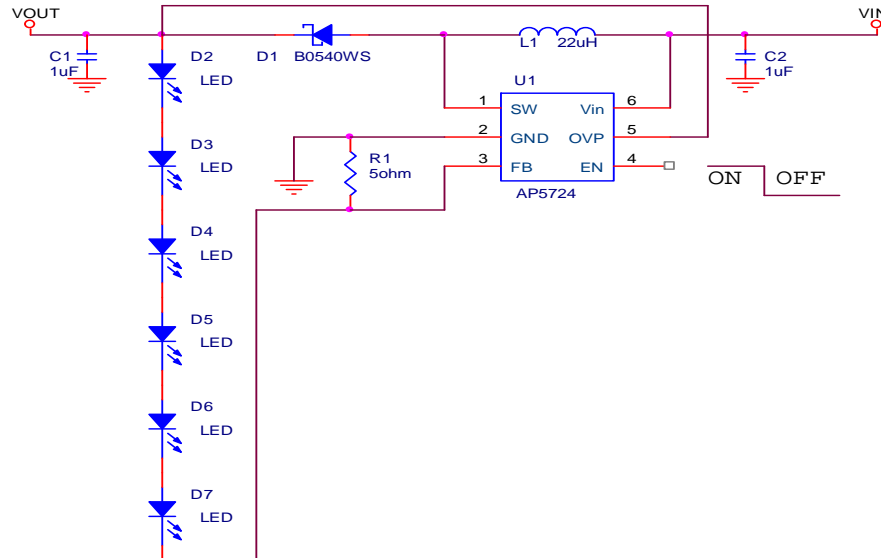 VOUT
VIN
C1
1uF
D2
LED
D1
B0540WS
L1
22uH
C2
1uF
U1
1
SW
Vin
6
2
GND
OVP
5
3
FB
EN
4
AP5724
R1
5ohm
ON
OFF
D3
LED
D4
LED
D5
LED
D6
LED
D7
LED